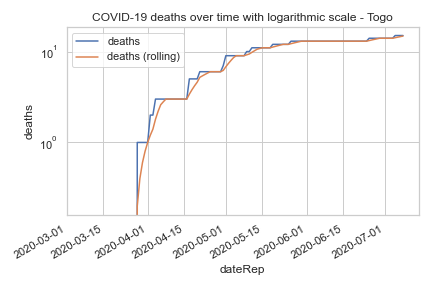 COVID-19 deaths over time with logarithmic scale - Togo
deaths
deaths (rolling)
10¹
10⁰
deaths
2020-03-01
2020-03-15
2020-04-01
2020-04-15
2020-05-01
2020-05-15
2020-06-01
2020-06-15
2020-07-01
dateRep